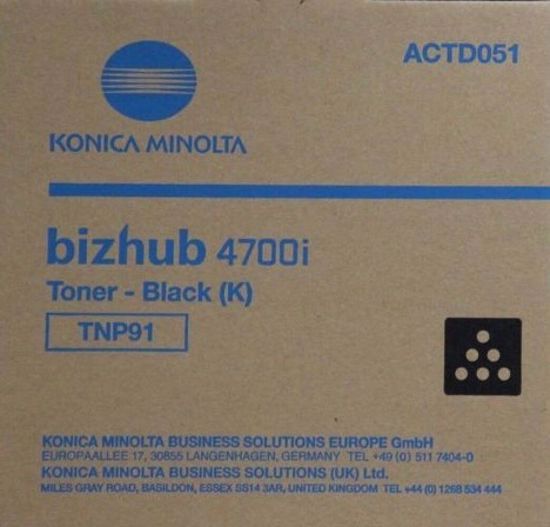 ACTD051
KONICA MINOLTA
bizhub 4700i
Toner - Black (K)
TNP91
KONICA MINOLTA BUSINESS SOLUTIONS EUROPE GmbH
EUROPAALLEE 17, 30855 LANGENHAGEN, GERMANY TEL +49 (0) 511 7404-0
KONICA MINOLTA BUSINESS SOLUTIONS (UK) Ltd.
MILES GRAY ROAD, BASILDON, ESSEX SS14 3AR, UNITED KINGDOM TEL +44 (0) 1268 534 444